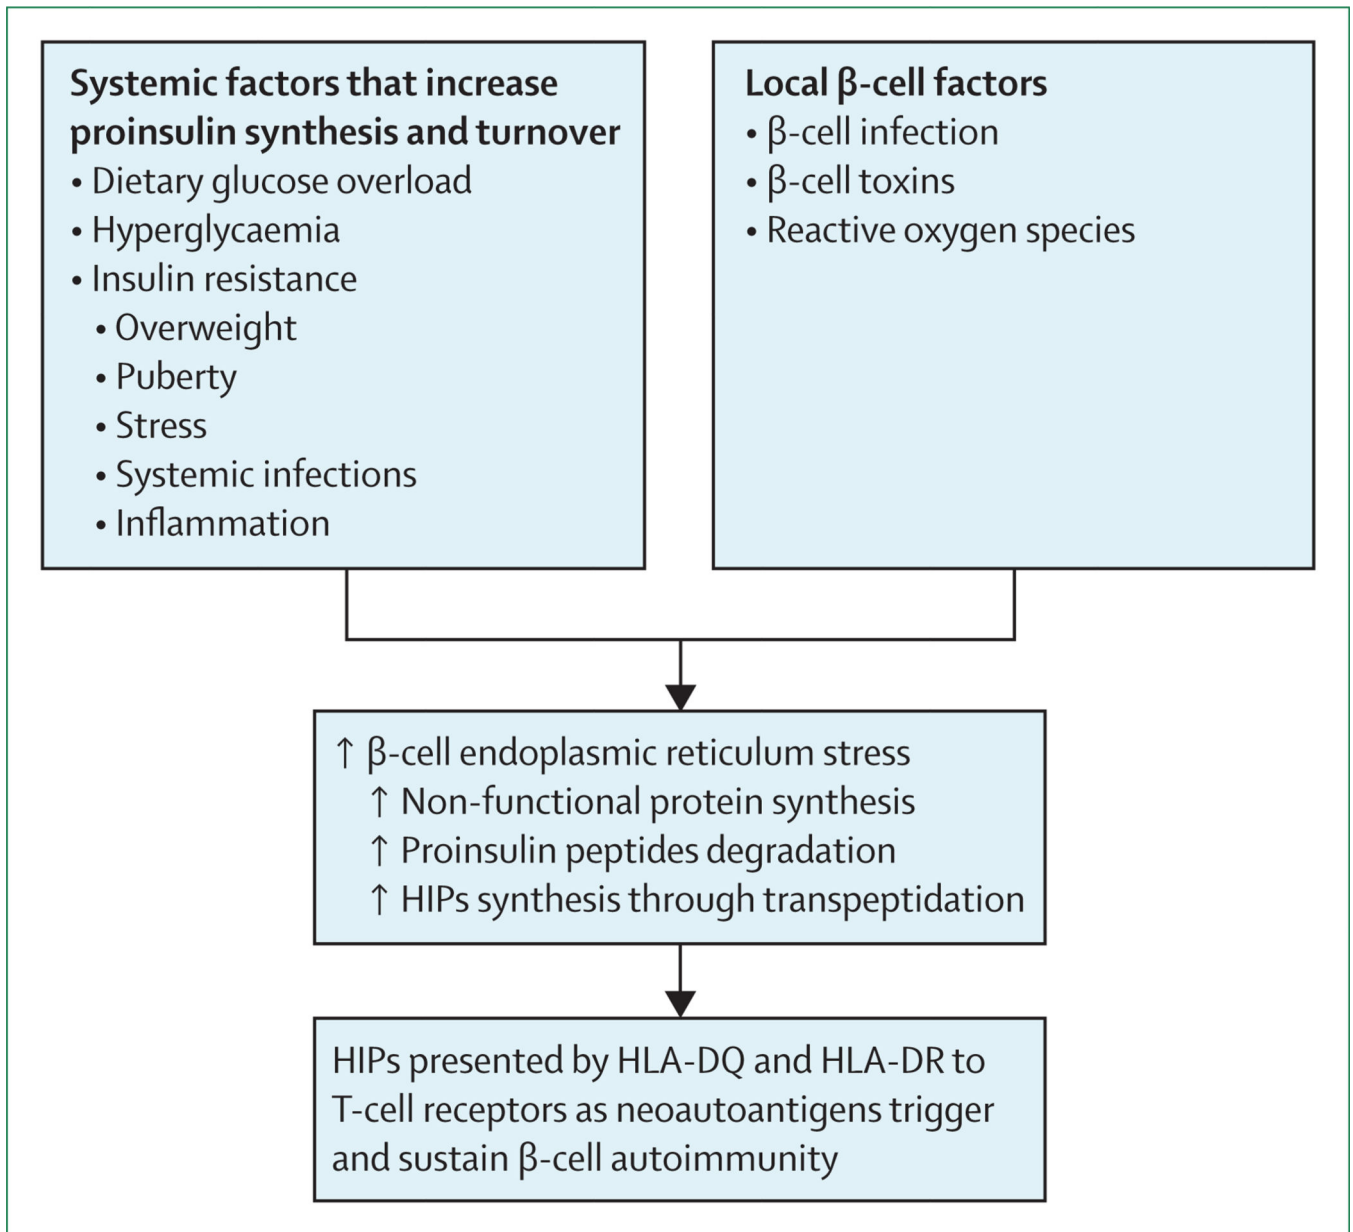 Systemic factors that increase
proinsulin synthesis and turnover
• Dietary glucose overload
• Hyperglycaemia
• Insulin resistance
• Overweight
• Puberty
• Stress
• Systemic infections
• Inflammation
Local β-cell factors
• β-cell infection
• β-cell toxins
• Reactive oxygen species
↑ β-cell endoplasmic reticulum stress
↑ Non-functional protein synthesis
↑ Proinsulin peptides degradation
↑ HIPs synthesis through transpeptidation
HIPs presented by HLA-DQ and HLA-DR to
T-cell receptors as neoautoantigens trigger
and sustain β-cell autoimmunity